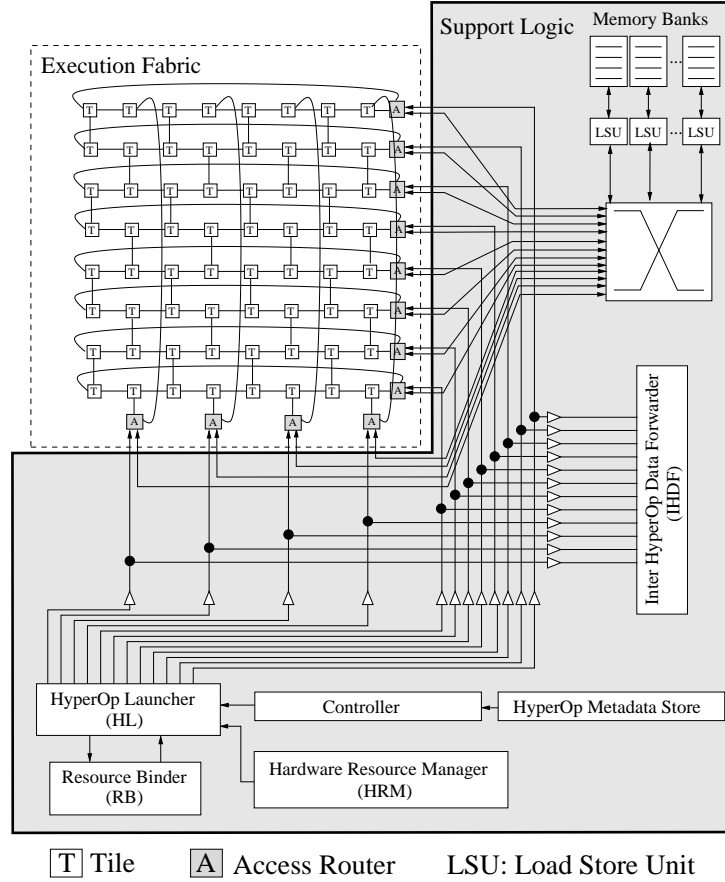 Support Logic
Memory Banks
...
LSU LSU ... LSU
Execution Fabric
T T T T T T T T A
T T T T T T T T A
T T T T T T T T A
T T T T T T T T A
T T T T T T T T A
T T T T T T T T A
T T T T T T T T A
T T T T T T T T A
A A A A
Inter HyperOp Data Forwarder
(IHDF)
HyperOp Launcher
(HL)
Controller
HyperOp Metadata Store
Resource Binder
(RB)
Hardware Resource Manager
(HRM)
T Tile
A Access Router
LSU: Load Store Unit